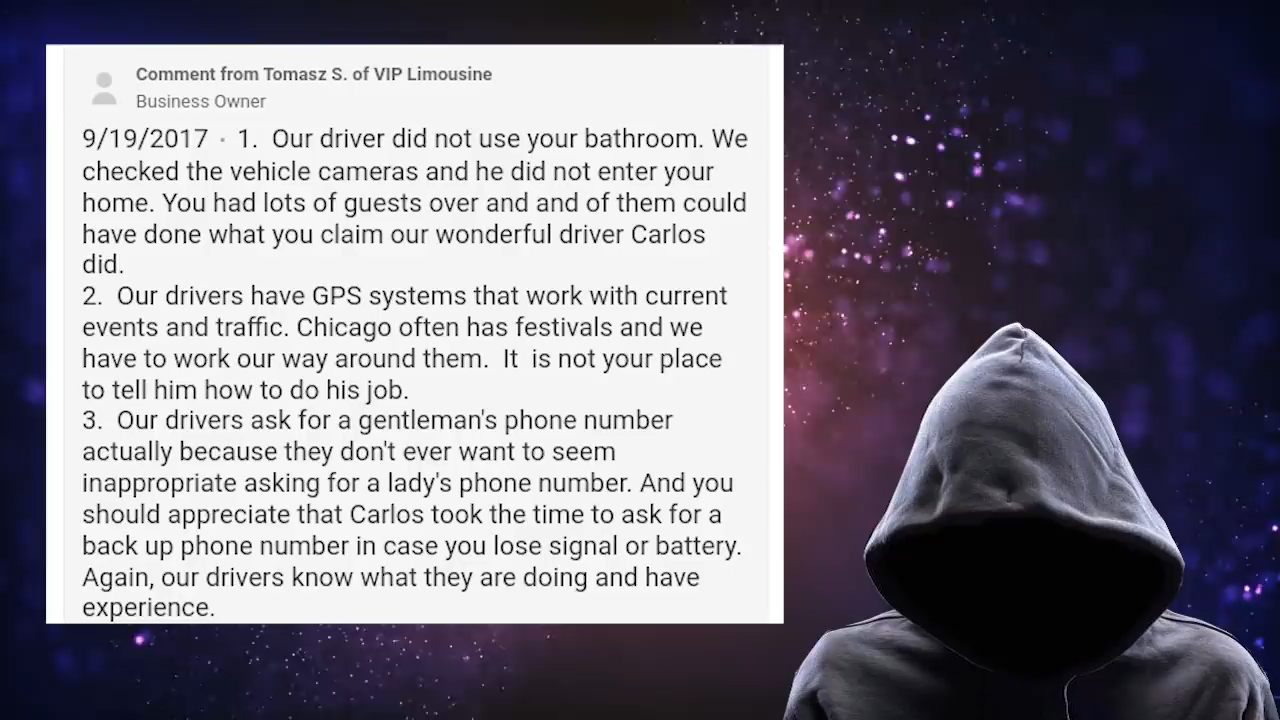 Comment from Tomasz S. of VIP Limousine
Business Owner
9/19/2017 · 1.  Our driver did not use your bathroom. We
checked the vehicle cameras and he did not enter your
home. You had lots of guests over and and of them could
have done what you claim our wonderful driver Carlos
did.
2.  Our drivers have GPS systems that work with current
events and traffic. Chicago often has festivals and we
have to work our way around them.  It  is not your place
to tell him how to do his job.
3.  Our drivers ask for a gentleman's phone number
actually because they don't ever want to seem
inappropriate asking for a lady's phone number. And you
should appreciate that Carlos took the time to ask for a
back up phone number in case you lose signal or battery.
Again, our drivers know what they are doing and have
experience.